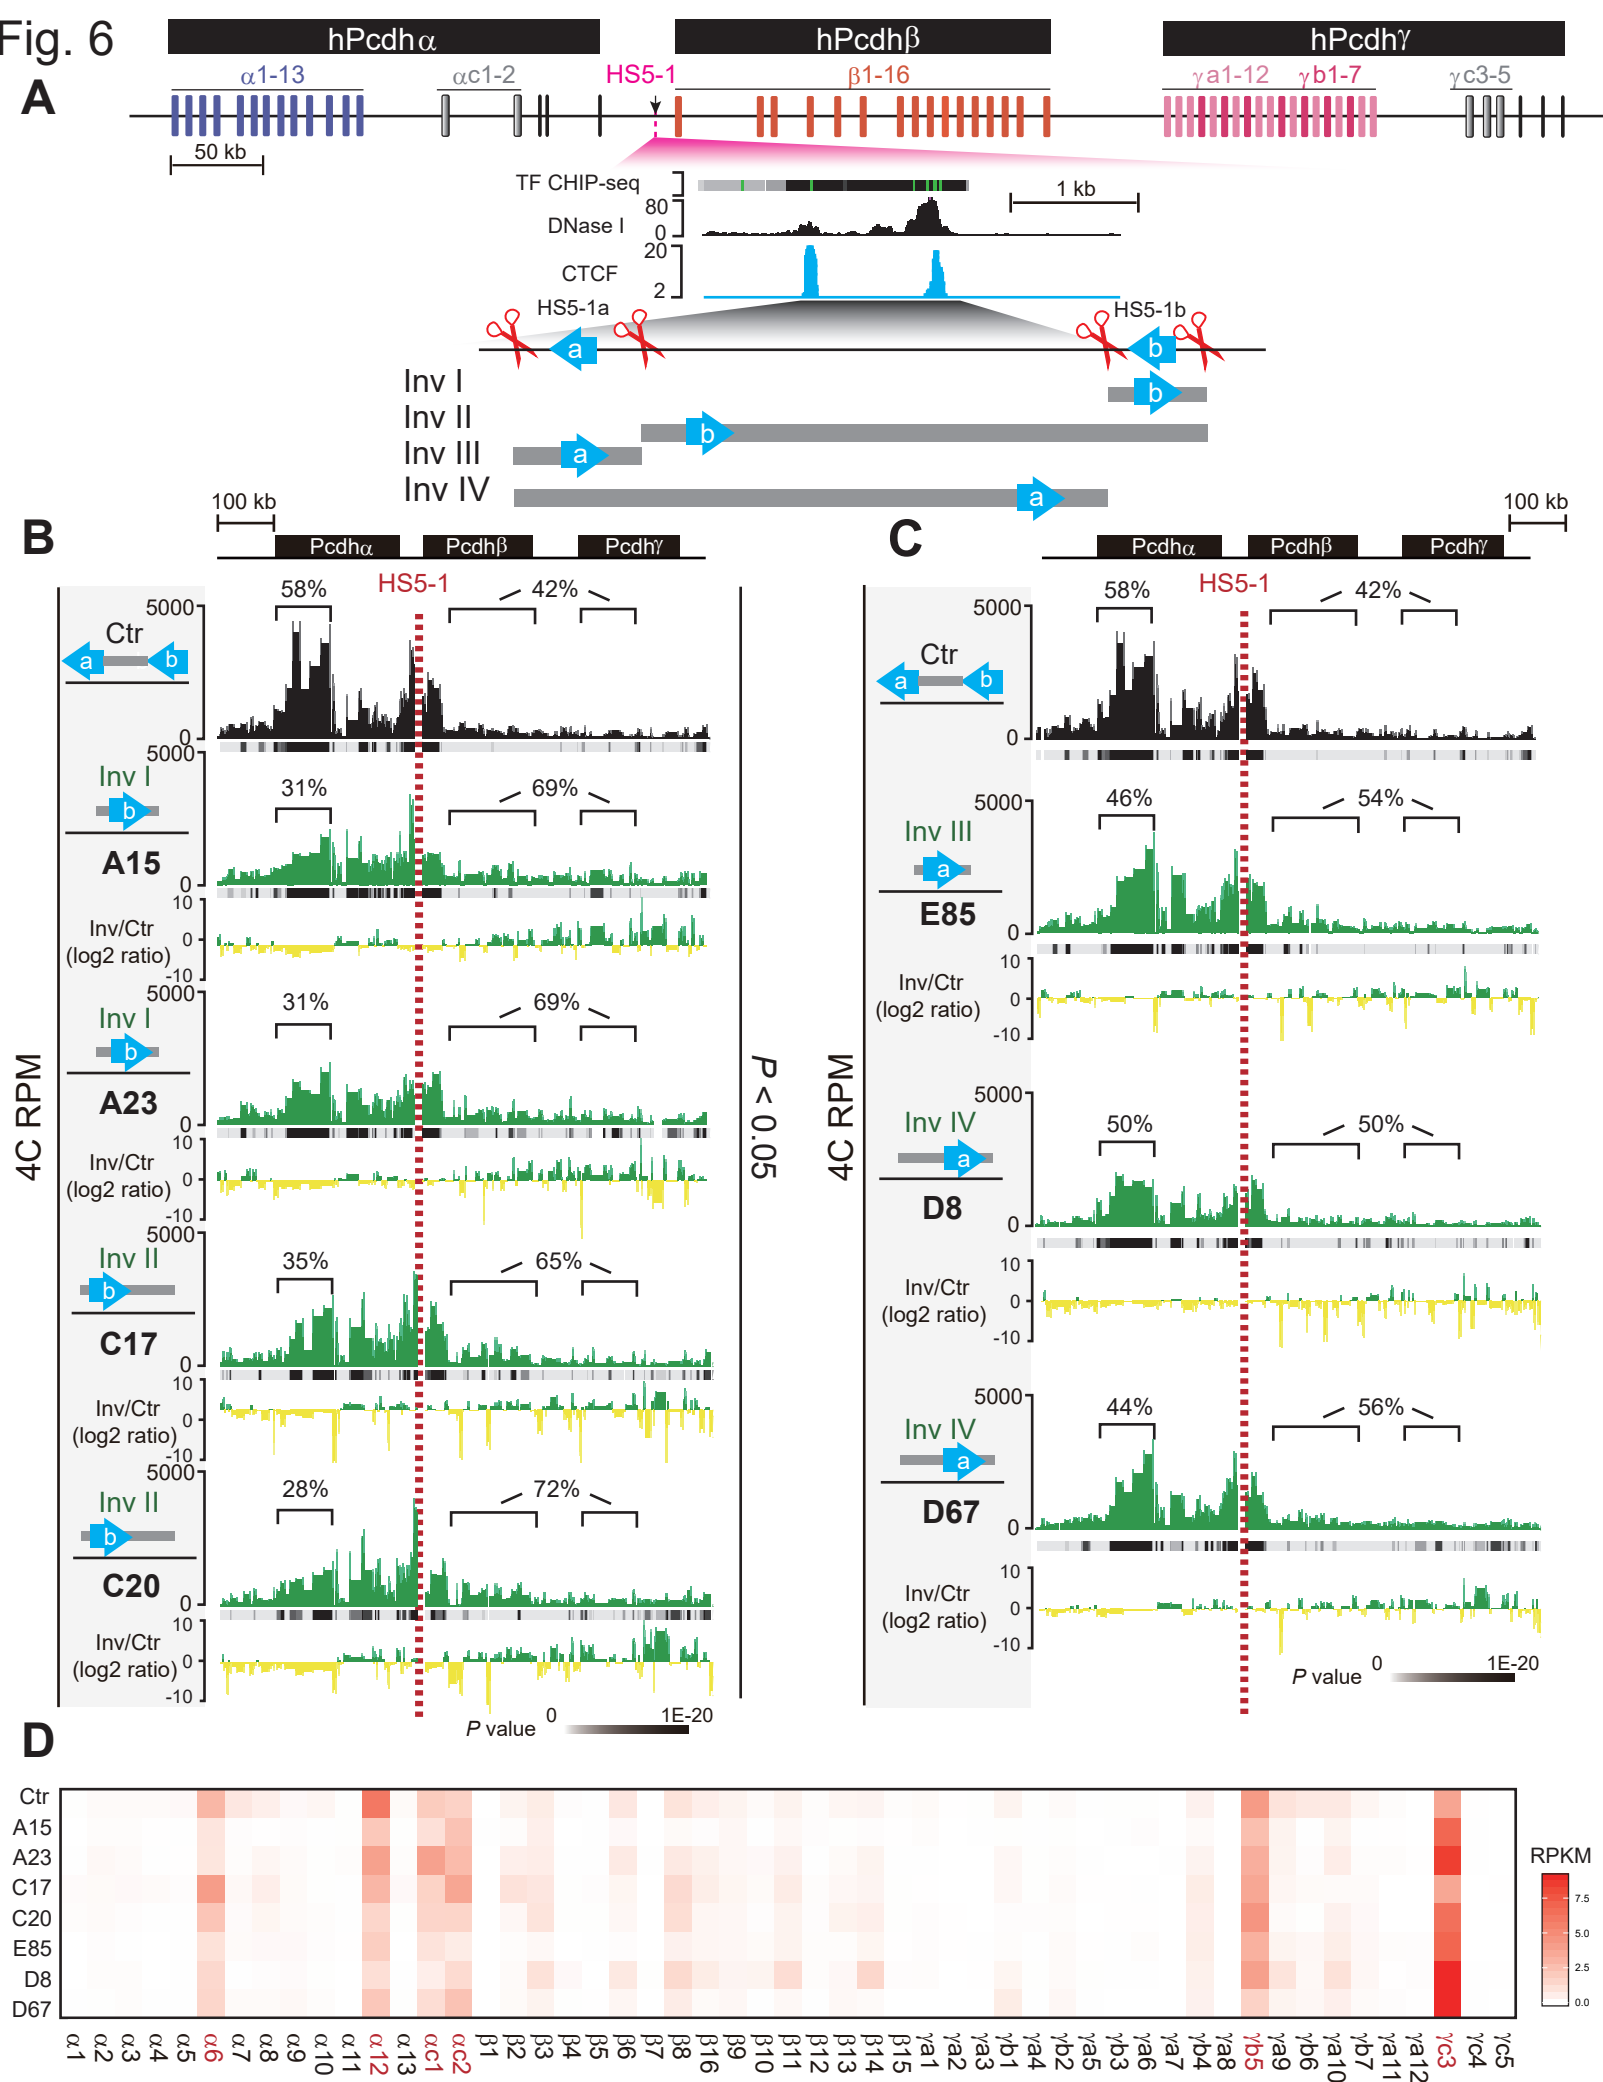 Fig. 6
hPcdhα hPcdhβ hPcdhγ
A
α1-13 αc1-2 HS5-1 β1-16 γa1-12 γb1-7 γc3-5
50 kb
TF CHIP-seq
1 kb
80
DNase I
0
20
CTCF
2
HS5-1a HS5-1b
a b
Inv I b
Inv II b
Inv III a
Inv IV a
B
100 kb
Pcdhα Pcdhβ Pcdhγ
HS5-1
58% 42%
5000
Ctr
a b
0
5000
Inv I
31% 69%
b
A15
0
10
Inv/Ctr
0
(log2 ratio)
-10
5000
Inv I
31% 69%
b
A23
0
10
Inv/Ctr
0
(log2 ratio)
-10
5000
Inv II
35% 65%
b
C17
0
10
Inv/Ctr
0
(log2 ratio)
-10
5000
Inv II
28% 72%
b
C20
0
10
Inv/Ctr
0
(log2 ratio)
-10
4C RPM
P < 0.05
P value 0 1E-20
C
100 kb
Pcdhα Pcdhβ Pcdhγ
HS5-1
58% 42%
5000
Ctr
a b
0
5000
46% 54%
Inv III
a
E85
0
10
Inv/Ctr
0
(log2 ratio)
-10
5000
Inv IV
50% 50%
a
D8
0
10
Inv/Ctr
0
(log2 ratio)
-10
5000
Inv IV
44% 56%
a
D67
0
10
Inv/Ctr
0
(log2 ratio)
-10
4C RPM
P value 0 1E-20
D
Ctr
A15
A23
C17
C20
E85
D8
D67
α1 α2 α3 α4 α5 α6 α7 α8 α9 α10 α11 α12 α13 αc1 αc2 β1 β2 β3 β4 β5 β6 β7 β8 β16 β9 β10 β11 β12 β13 β14 β15 γa1 γa2 γa3 γb1 γa4 γb2 γa5 γb3 γa6 γa7 γb4 γa8 γb5 γa9 γb6 γa10 γb7 γa11 γa12 γc3 γc4 γc5
RPKM
7.5
5.0
2.5
0.0